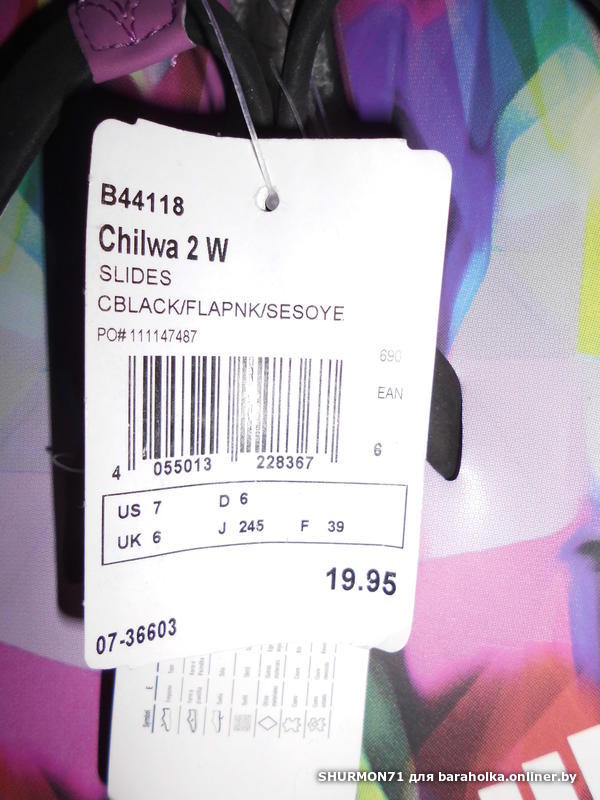 B44118
Chilwa 2 W
SLIDES
CBLACK/FLAPNK/SESOYE
PO# 111147487
690
EAN
6
4 055013 228367
US 7 D 6
UK 6 J 245 F 39
19.95
07-36603
SHURMON71 для baraholka.onliner.by